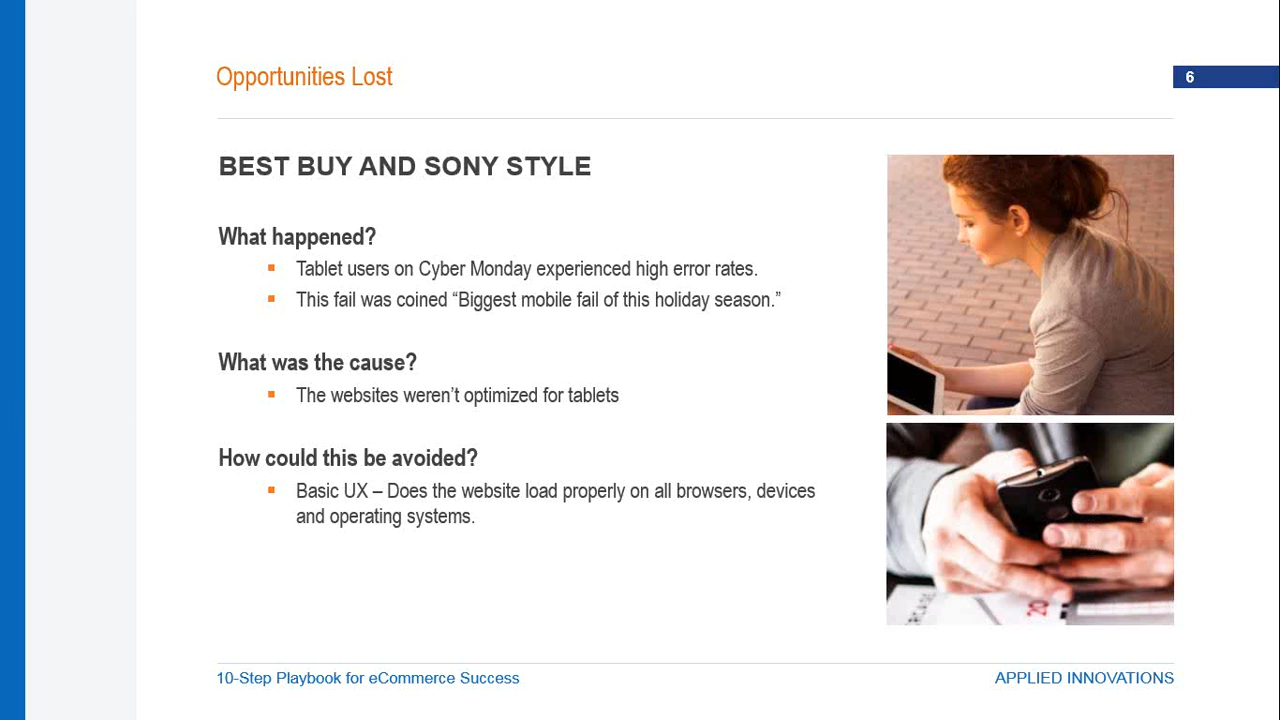 Opportunities Lost
6
BEST BUY AND SONY STYLE
What happened?
Tablet users on Cyber Monday experienced high error rates.
This fail was coined “Biggest mobile fail of this holiday season.”
What was the cause?
The websites weren’t optimized for tablets
How could this be avoided?
Basic UX – Does the website load properly on all browsers, devices
and operating systems.
20
10-Step Playbook for eCommerce Success
APPLIED INNOVATIONS